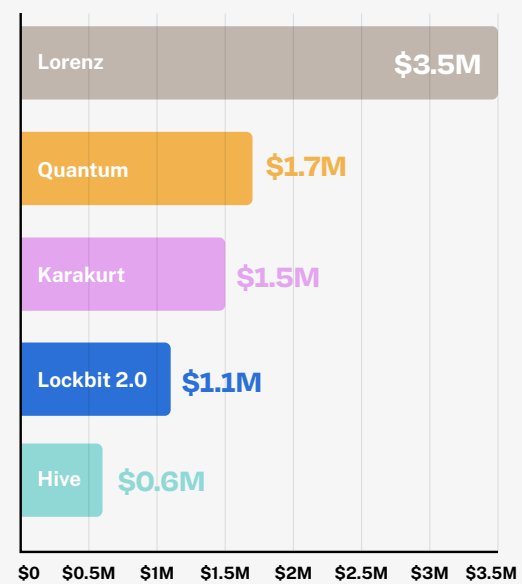 Lorenz $3.5M
Quantum $1.7M
Karakurt $1.5M
Lockbit 2.0 $1.1M
Hive $0.6M
$0 $0.5M $1M $1.5M $2M $2.5M $3M $3.5M